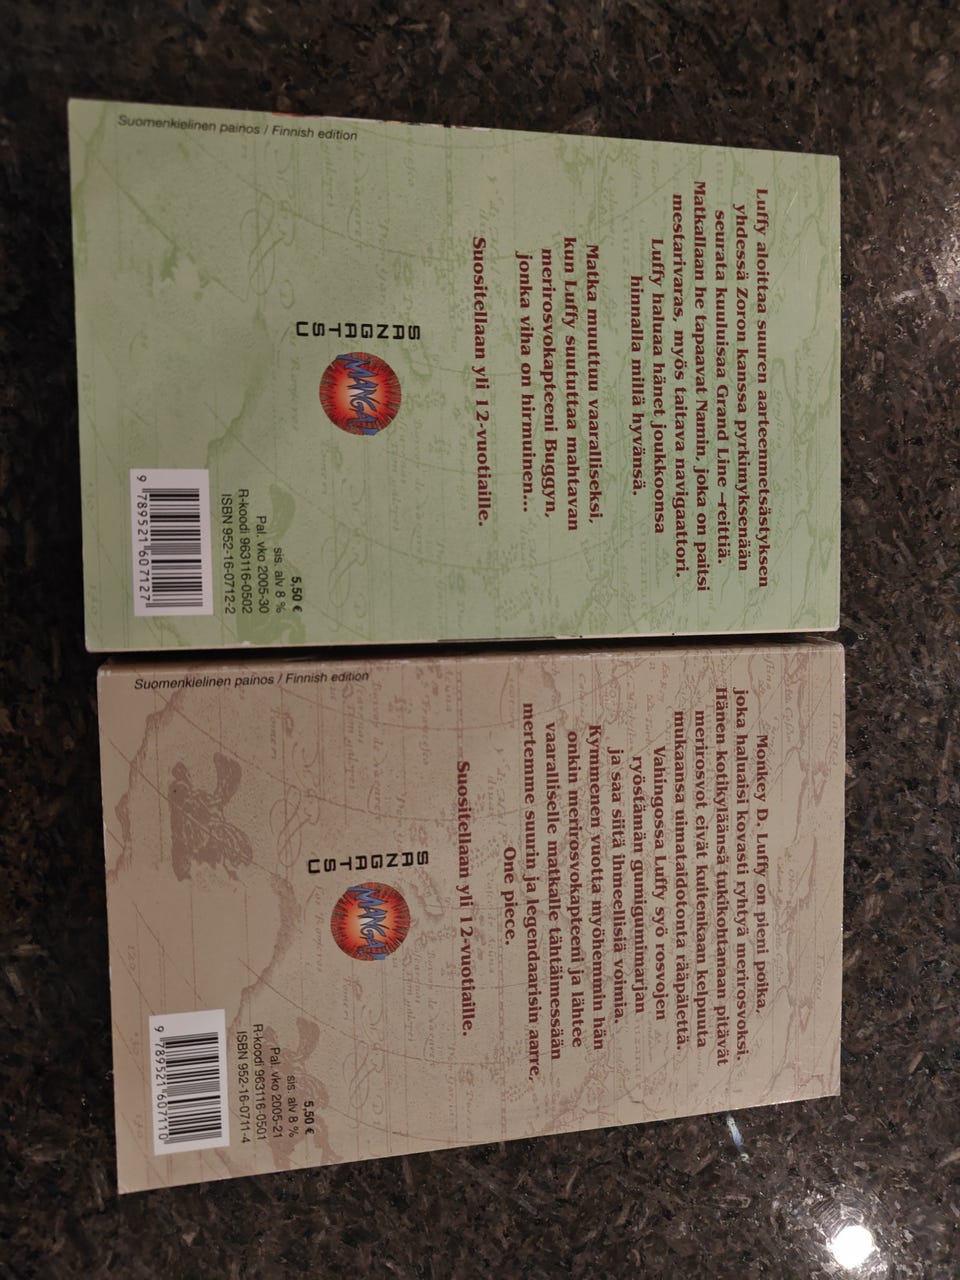 Luffy aloittaa suuren aarteenmetsästyksen
yhdessä Zoron kanssa pyrkimyksenään
seurata kuuluisaa Grand Line –reittiä.
Matkallaan he tapaavat Namin, joka on paitsi
mestarivaras, myös taitava navigaattori.
Luffy haluaa hänet joukkoonsa
hinnalla millä hyvänsä.
Matka muuttuu vaaralliseksi,
kun Luffy suututtaa mahtavan
merirosvokapteeni Buggyn,
jonka viha on hirmuinen...
Suositellaan yli 12-vuotiaille.
SANGATSU
MANGA
5,50 €
sis. alv 8 %
Pal. vko 2005-30
R-koodi 963116-0502
ISBN 952-16-0712-2
9 789521 607127
Suomenkielinen painos / Finnish edition
Monkey D. Luffy on pieni poika,
joka haluaisi kovasti ryhtyä merirosvoksi.
Hänen kotikyläänsä tukikohtanaan pitävät
merirosvot eivät kuitenkaan kelpuuta
mukaansa uimataidotonta rääpälettä.
Vahingossa Luffy syö rosvojen
ryöstämän gumigumimarjan
ja saa siitä ihmeellisiä voimia.
Kymmenen vuotta myöhemmin hän
onkin merirosvokapteeni ja lähtee
vaaralliselle matkalle tähtäimessään
mertemme suurin ja legendaarisin aarre,
One piece.
Suositellaan yli 12-vuotiaille.
SANGATSU
MANGA
5,50 €
sis. alv 8 %
Pal. vko 2005-21
R-koodi 963116-0501
ISBN 952-16-0711-4
9 789521 607110
Suomenkielinen painos / Finnish edition